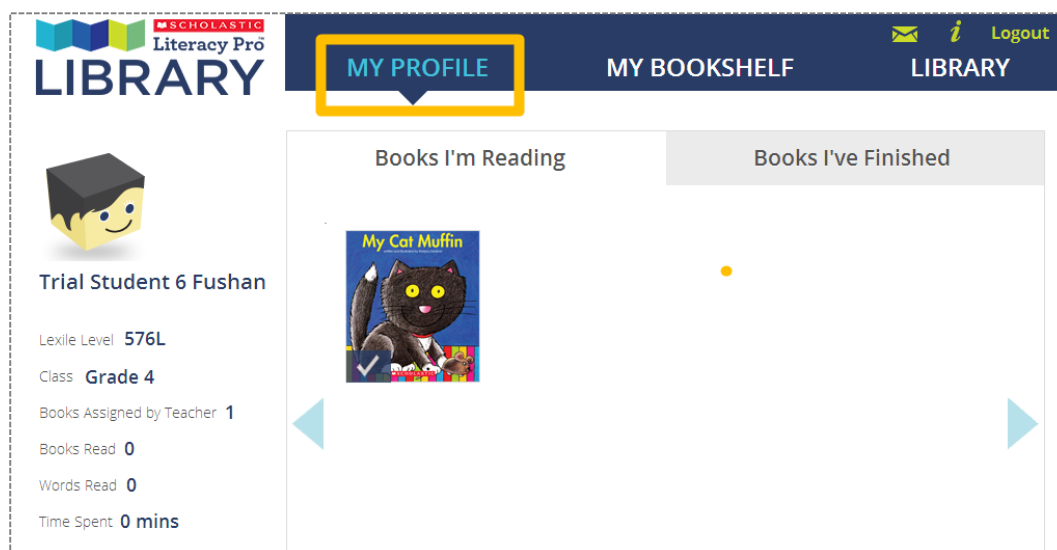 SCHOLASTIC
Literacy Pro
LIBRARY
i Logout
MY PROFILE
MY BOOKSHELF
LIBRARY
Books I'm Reading
Books I've Finished
My Cat Muffin
SCHOLASTIC
Trial Student 6 Fushan
Lexile Level 576L
Class Grade 4
Books Assigned by Teacher 1
Books Read 0
Words Read 0
Time Spent 0 mins